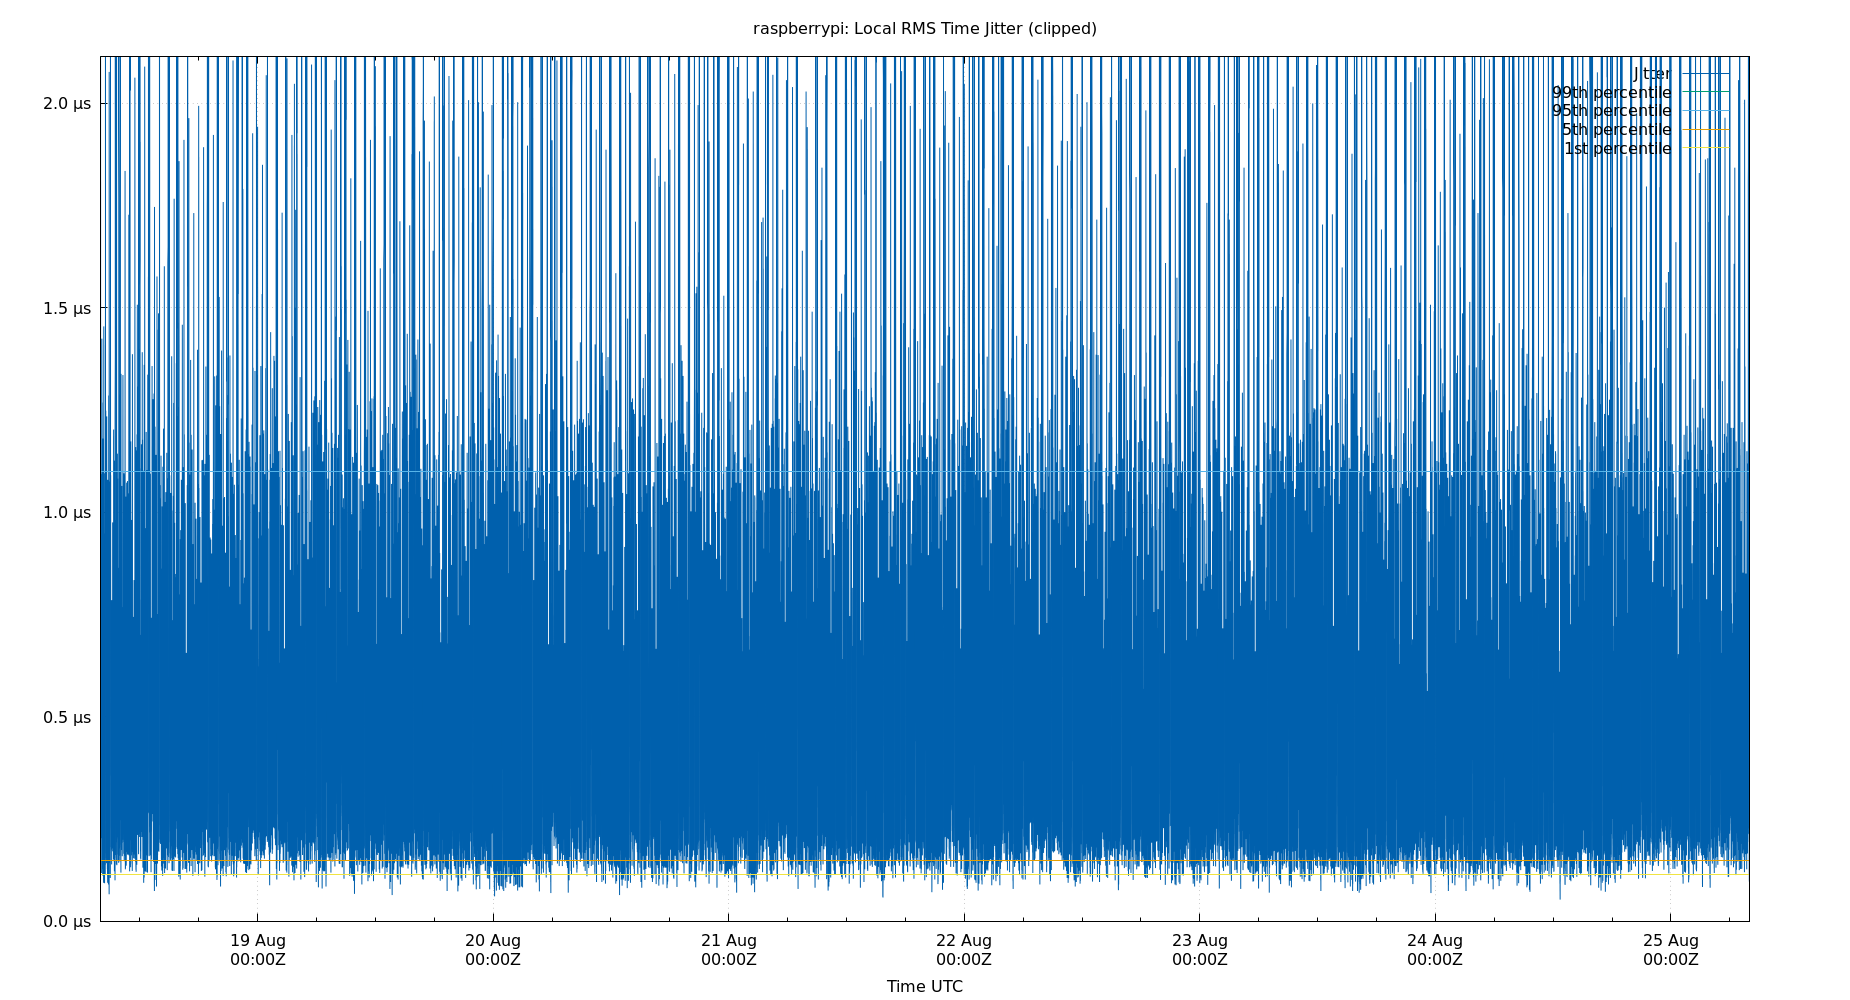 raspberrypi: Local RMS Time Jitter (clipped)
2.0 µs
1.5 µs
1.0 µs
0.5 µs
0.0 µs
Jitter
99th percentile
95th percentile
5th percentile
1st percentile
19 Aug
00:00Z
20 Aug
00:00Z
21 Aug
00:00Z
22 Aug
00:00Z
23 Aug
00:00Z
24 Aug
00:00Z
25 Aug
00:00Z
Time UTC